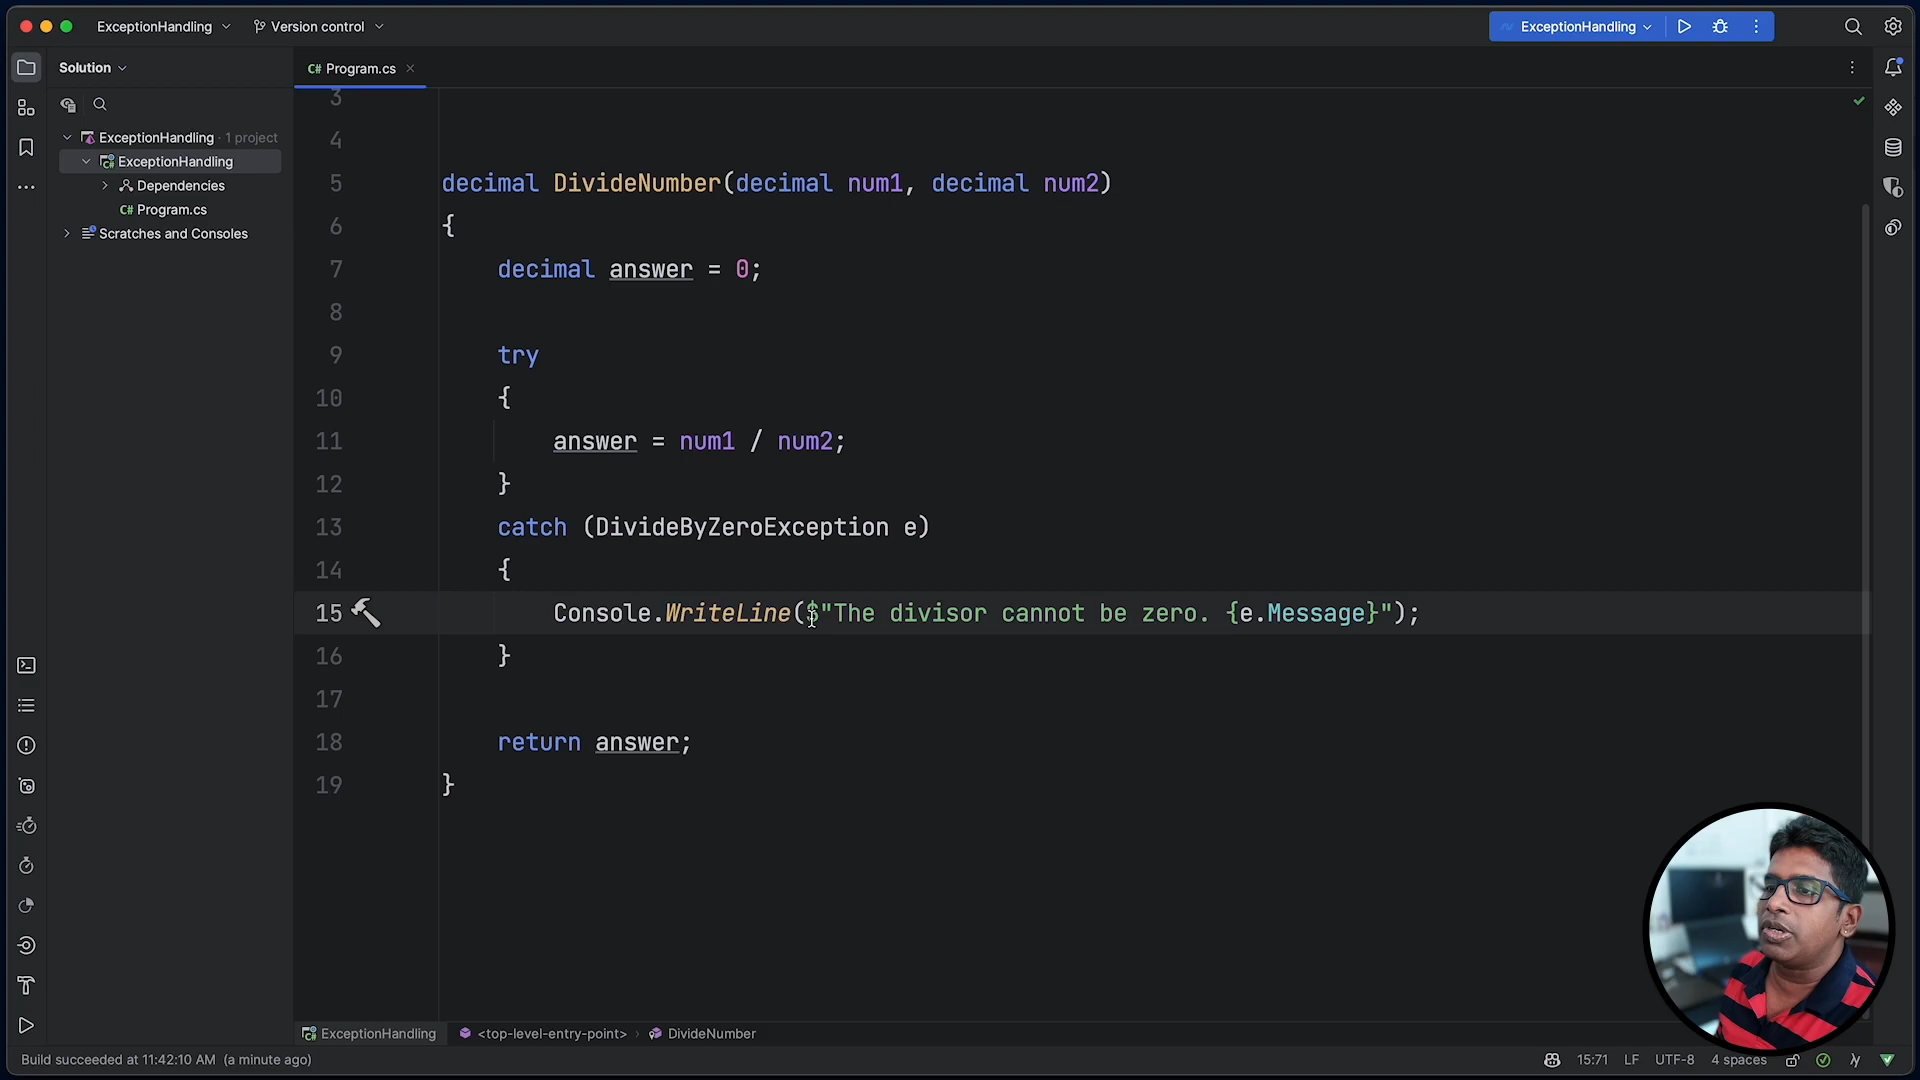 ExceptionHandling
Version control
ExceptionHandling
Solution
C# Program.cs
ExceptionHandling · 1 project
ExceptionHandling
Dependencies
C# Program.cs
Scratches and Consoles
3
4
5 decimal DivideNumber(decimal num1, decimal num2)
6 {
7 decimal answer = 0;
8
9 try
10 {
11 answer = num1 / num2;
12 }
13 catch (DivideByZeroException e)
14 {
15 Console.WriteLine($"The divisor cannot be zero. {e.Message}");
16 }
17
18 return answer;
19 }
ExceptionHandling <top-level-entry-point> › DivideNumber
Build succeeded at 11:42:10 AM (a minute ago)
15:71 LF UTF-8 4 spaces